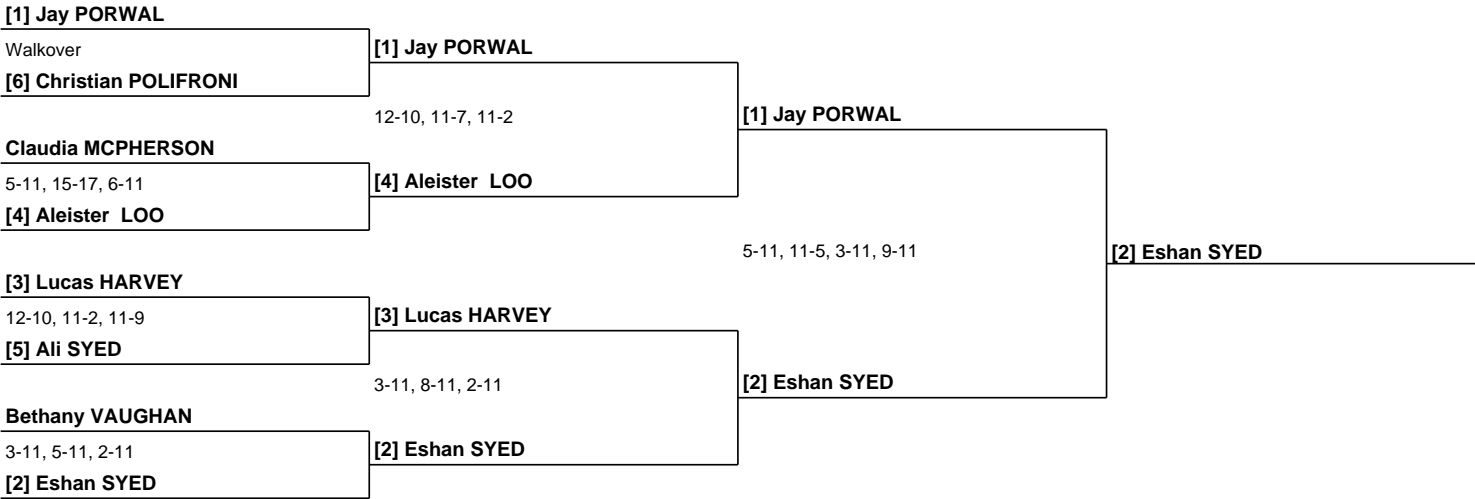 [1] Jay PORWAL
Walkover
[6] Christian POLIFRONI
[1] Jay PORWAL
12-10, 11-7, 11-2
Claudia MCPHERSON
5-11, 15-17, 6-11
[4] Aleister LOO
[4] Aleister LOO
[1] Jay PORWAL
5-11, 11-5, 3-11, 9-11
[2] Eshan SYED
[3] Lucas HARVEY
12-10, 11-2, 11-9
[5] Ali SYED
[3] Lucas HARVEY
3-11, 8-11, 2-11
[2] Eshan SYED
Bethany VAUGHAN
3-11, 5-11, 2-11
[2] Eshan SYED
[2] Eshan SYED